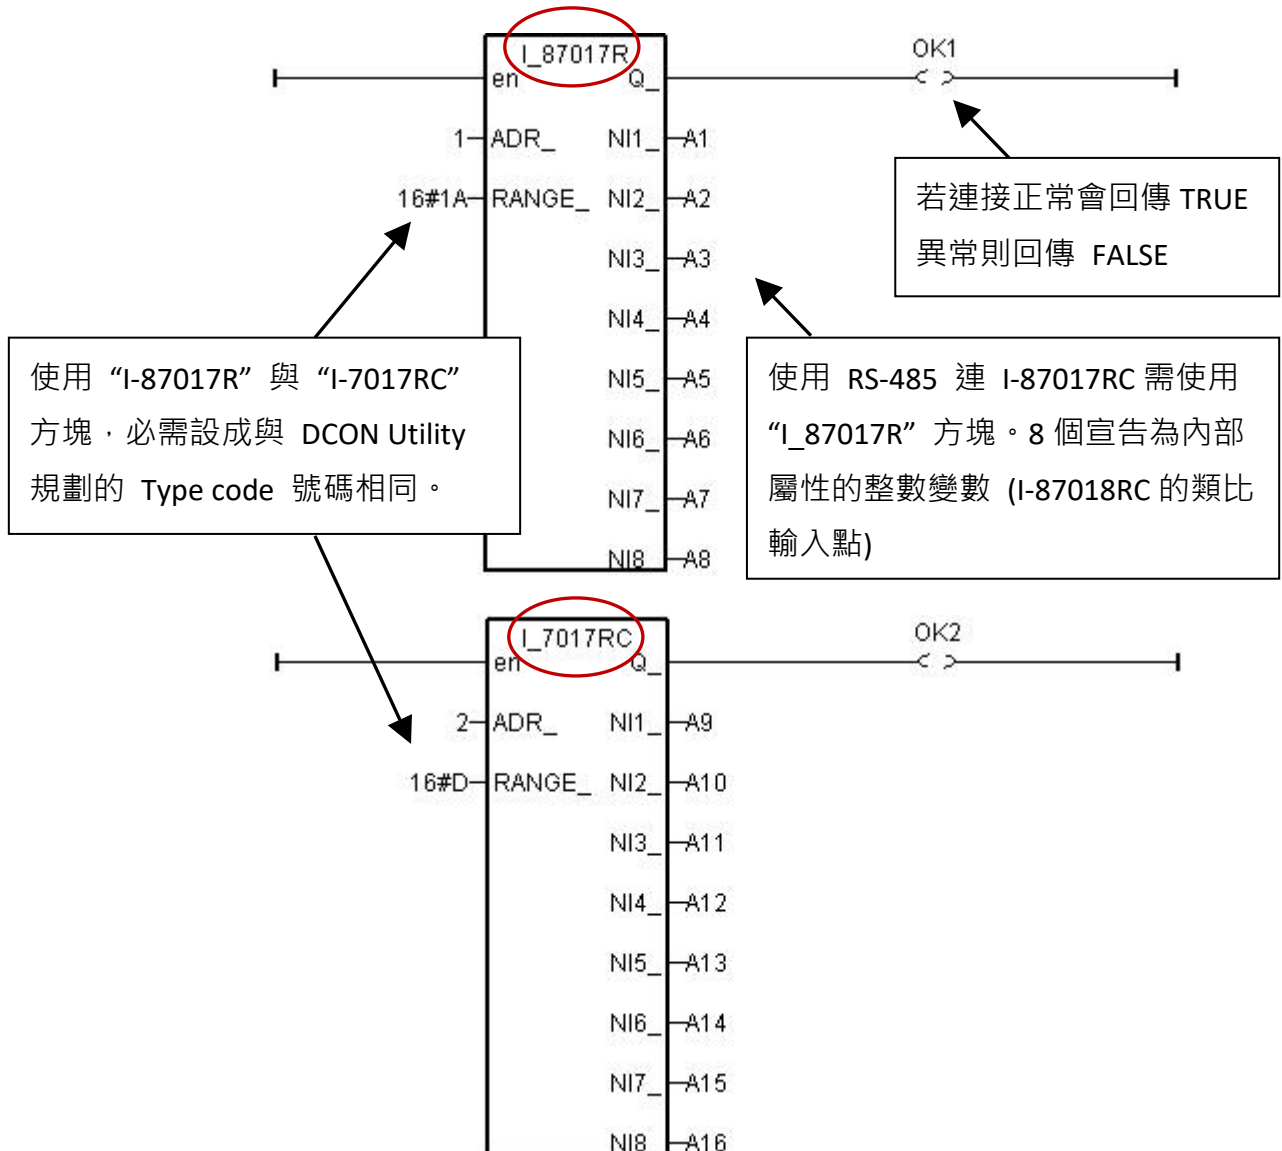 I_87017R
en Q_
OK1
1 ADR_ NI1_ A1
16#1A RANGE_ NI2_ A2
NI3_ A3
NI4_ A4
NI5_ A5
NI6_ A6
NI7_ A7
NI8 A8
若連接正常會回傳 TRUE
異常則回傳 FALSE
使用 “I-87017R” 與 “I-7017RC”
方塊，必需設成與 DCON Utility
規劃的 Type code 號碼相同。
使用 RS-485 連 I-87017RC 需使用
“I_87017R” 方塊。8 個宣告為內部
屬性的整數變數 (I-87018RC 的類比
輸入點)
I_7017RC
en Q_
OK2
2 ADR_ NI1_ A9
16#D RANGE_ NI2_ A10
NI3_ A11
NI4_ A12
NI5_ A13
NI6_ A14
NI7_ A15
NI8 A16